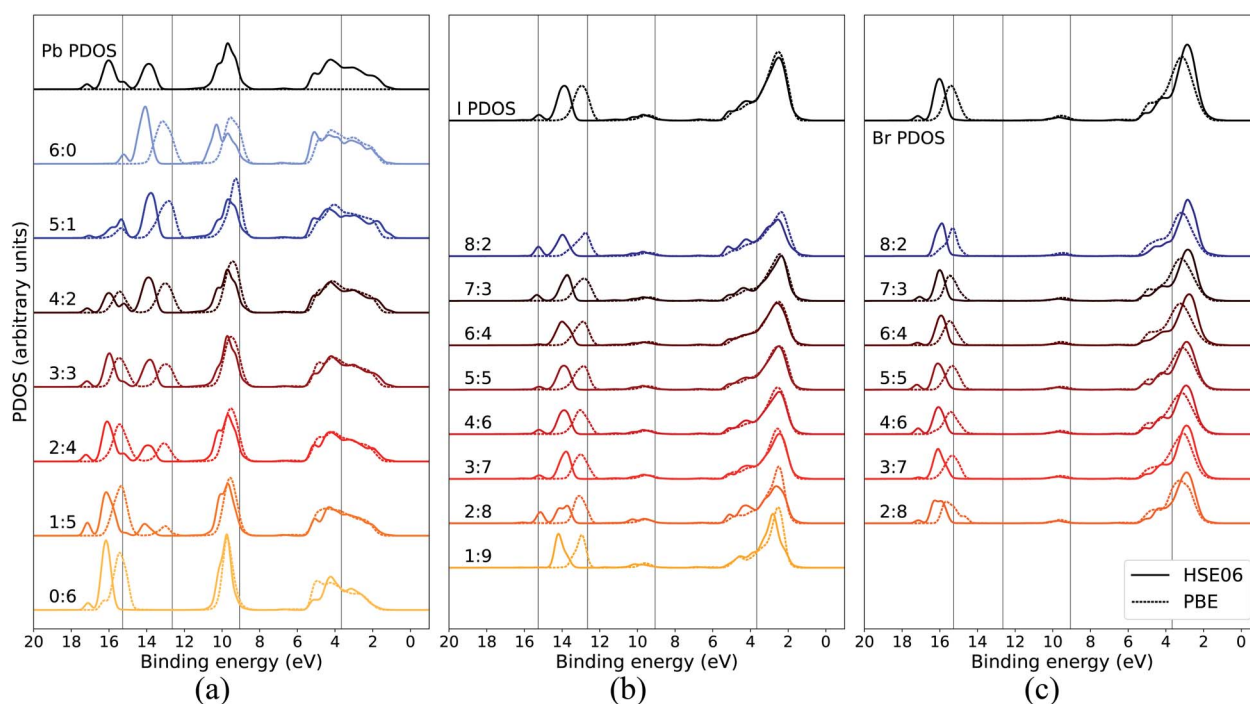 PDOS (arbitrary units)
Pb PDOS
6:0
5:1
4:2
3:3
2:4
1:5
0:6
20 18 16 14 12 10 8 6 4 2 0
Binding energy (eV)
(a)
I PDOS
8:2
7:3
6:4
5:5
4:6
3:7
2:8
1:9
20 18 16 14 12 10 8 6 4 2 0
Binding energy (eV)
(b)
Br PDOS
8:2
7:3
6:4
5:5
4:6
3:7
2:8
HSE06
PBE
20 18 16 14 12 10 8 6 4 2 0
Binding energy (eV)
(c)